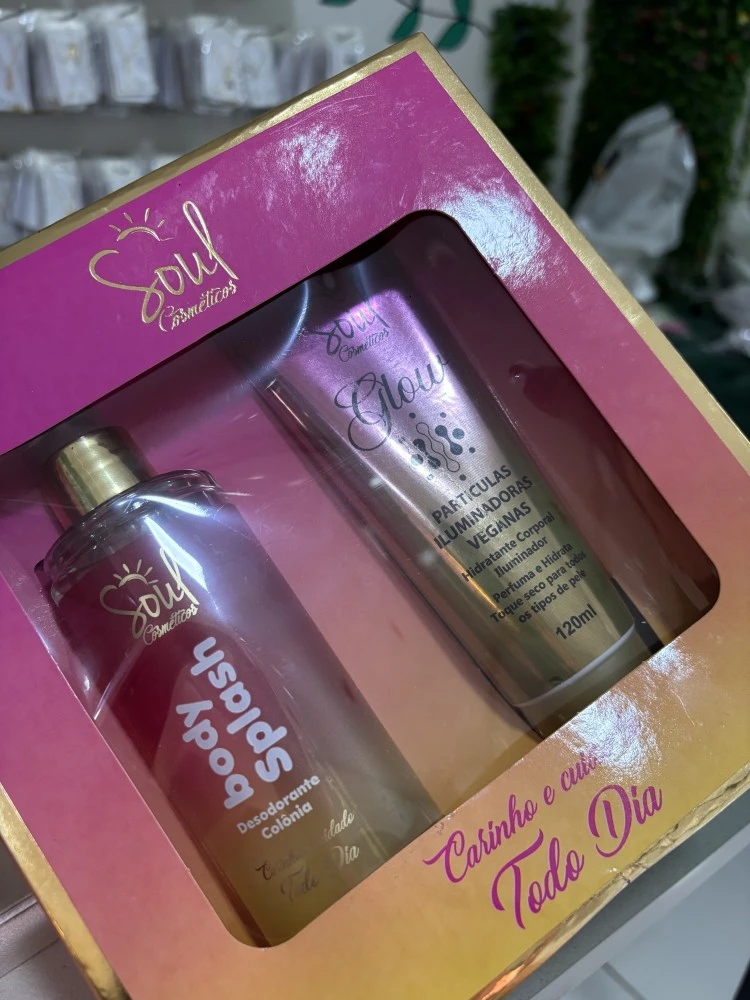 Soul
Cosméticos
Soul
Cosméticos
Glow
PARTÍCULAS
ILUMINADORAS
VEGANAS
Hidratante Corporal
Iluminador
Perfuma e Hidrata
Toque seco para todos
os tipos de pele
120ml
Soul
Cosméticos
body
splash
Desodorante
Colônia
Todo Dia
Carinho e
Todo Dia